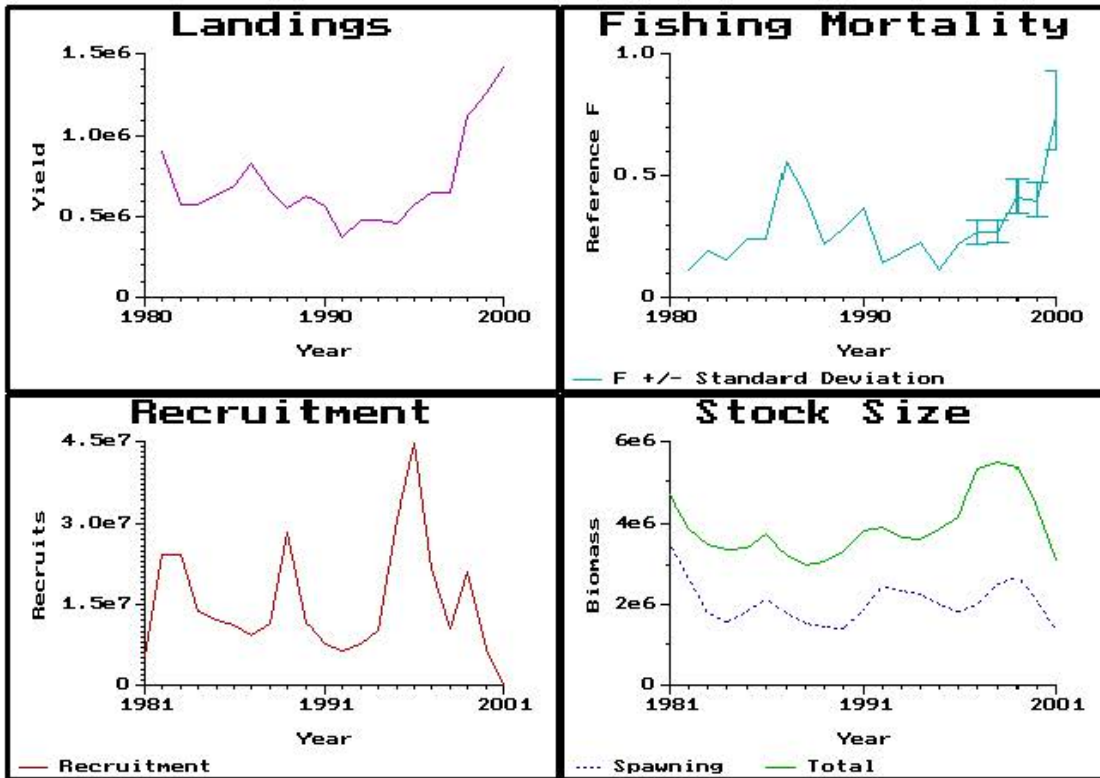 Landings
1.5e6
1.0e6
0.5e6
0
Yield
1980 1990 2000
Year
Fishing Mortality
1.0
0.5
0
Reference F
1980 1990 2000
Year
F +/- Standard Deviation
Recruitment
4.5e7
3.0e7
1.5e7
0
Recruits
1981 1991 2001
Year
Recruitment
Stock Size
6e6
4e6
2e6
0
Biomass
1981 1991 2001
Year
Spawning Total